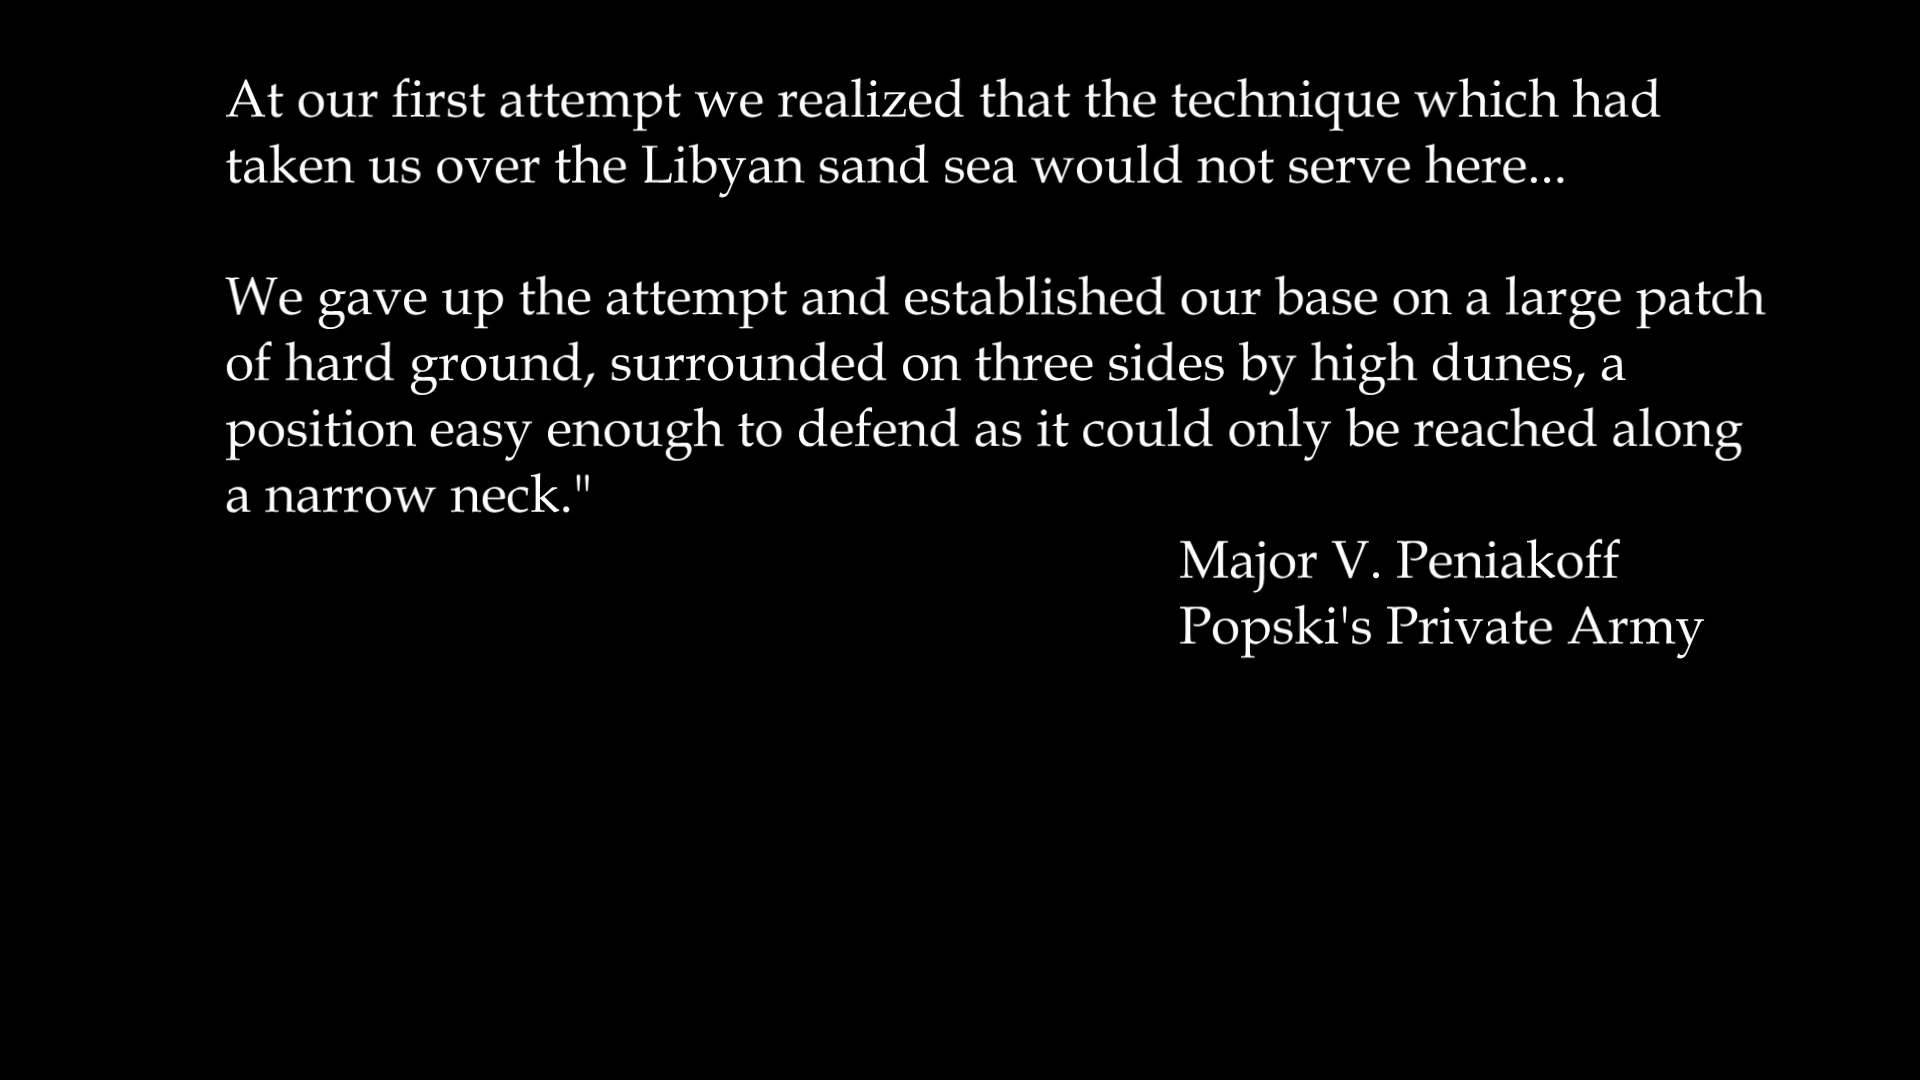 At our first attempt we realized that the technique which had
taken us over the Libyan sand sea would not serve here...
We gave up the attempt and established our base on a large patch
of hard ground, surrounded on three sides by high dunes, a
position easy enough to defend as it could only be reached along
a narrow neck."
Major V. Peniakoff
Popski's Private Army